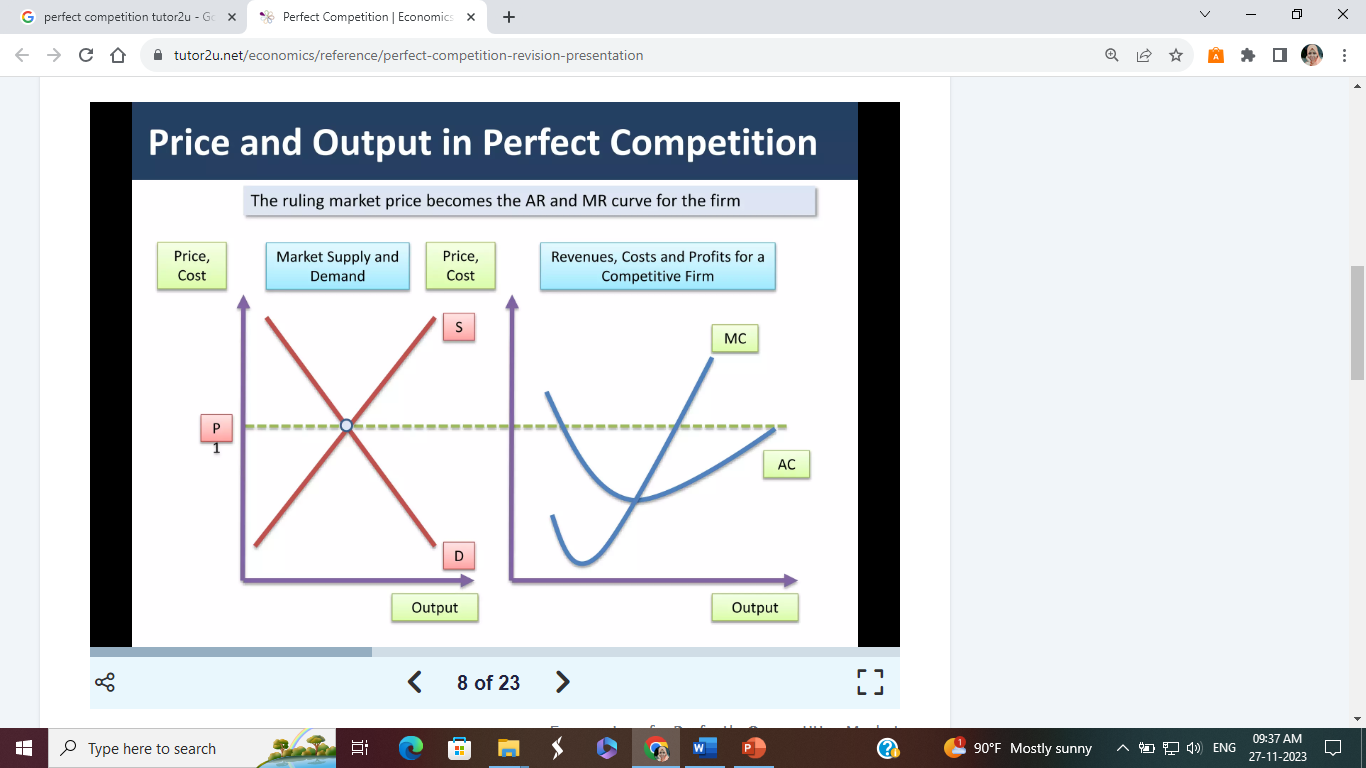 perfect competition tutor2u - Go
Perfect Competition | Economics
tutor2u.net/economics/reference/perfect-competition-revision-presentation
Price and Output in Perfect Competition
The ruling market price becomes the AR and MR curve for the firm
Price,
Cost
Market Supply and
Demand
Price,
Cost
Revenues, Costs and Profits for a
Competitive Firm
S
MC
P
1
AC
D
Output
Output
8 of 23
Type here to search
90°F Mostly sunny
ENG
09:37 AM
27-11-2023